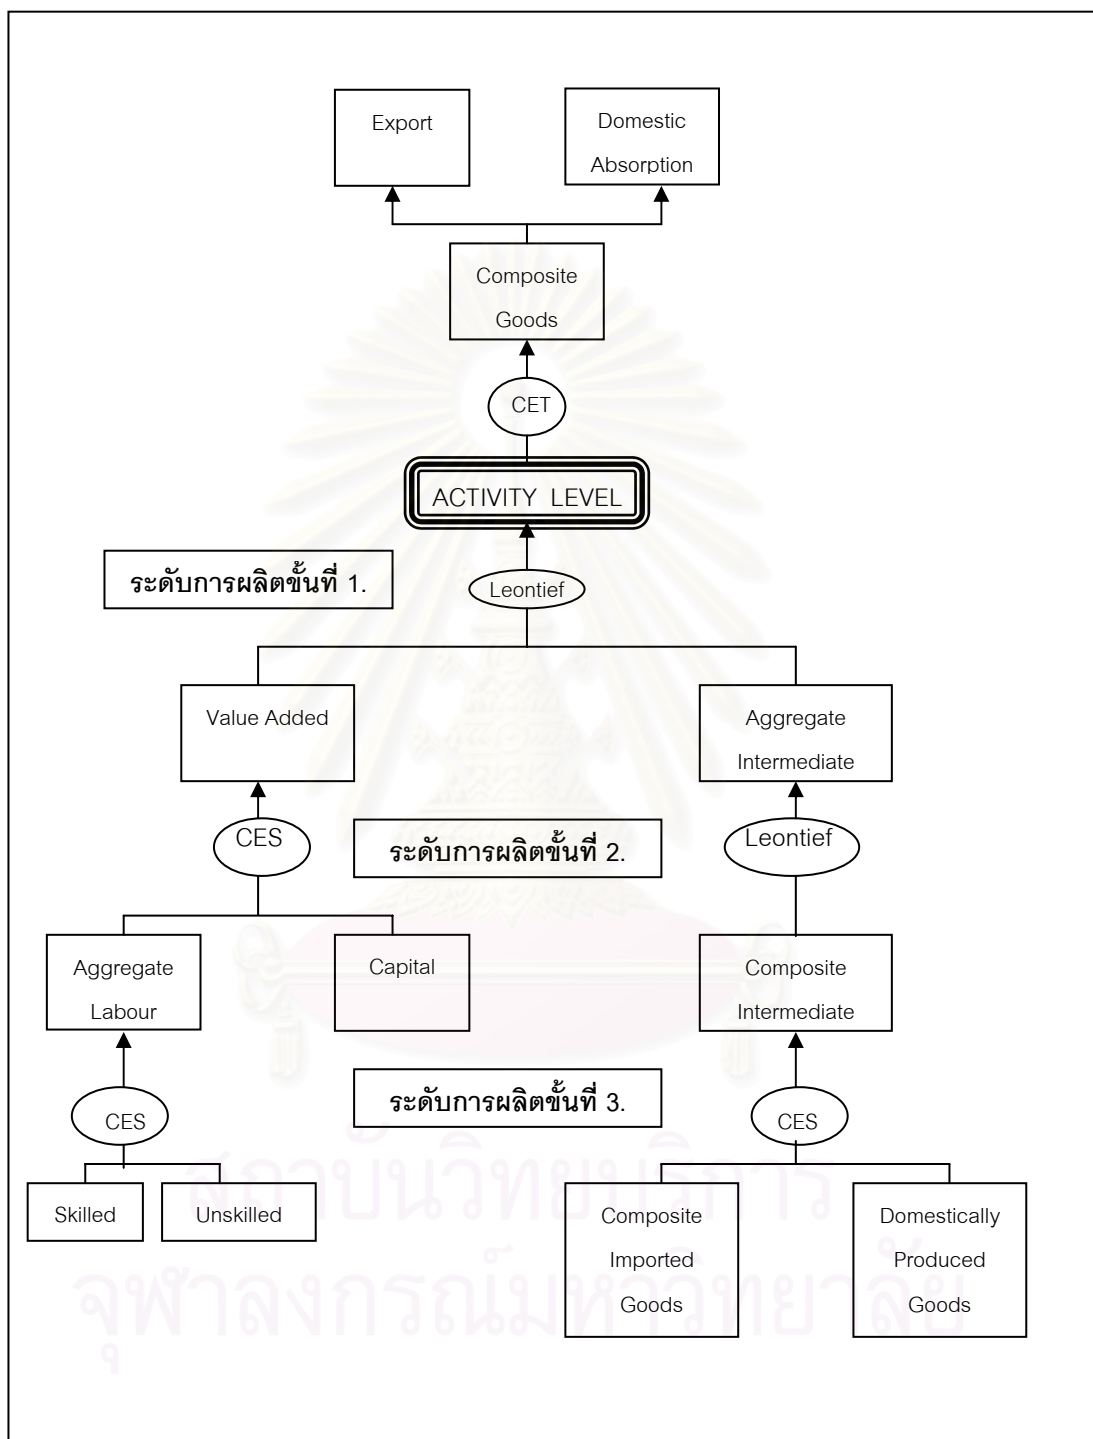 Export
Domestic
Absorption
Composite
Goods
CET
ACTIVITY LEVEL
ระดับการผลิตขั้นที่ 1.
Leontief
Value Added
Aggregate
Intermediate
CES
ระดับการผลิตขั้นที่ 2.
Leontief
Aggregate
Labour
Capital
Composite
Intermediate
ระดับการผลิตขั้นที่ 3.
CES
CES
Skilled
Unskilled
Composite
Imported
Goods
Domestically
Produced
Goods
สถาบันวิทยบริการ
จุฬาลงกรณ์มหาวิทยาลัย